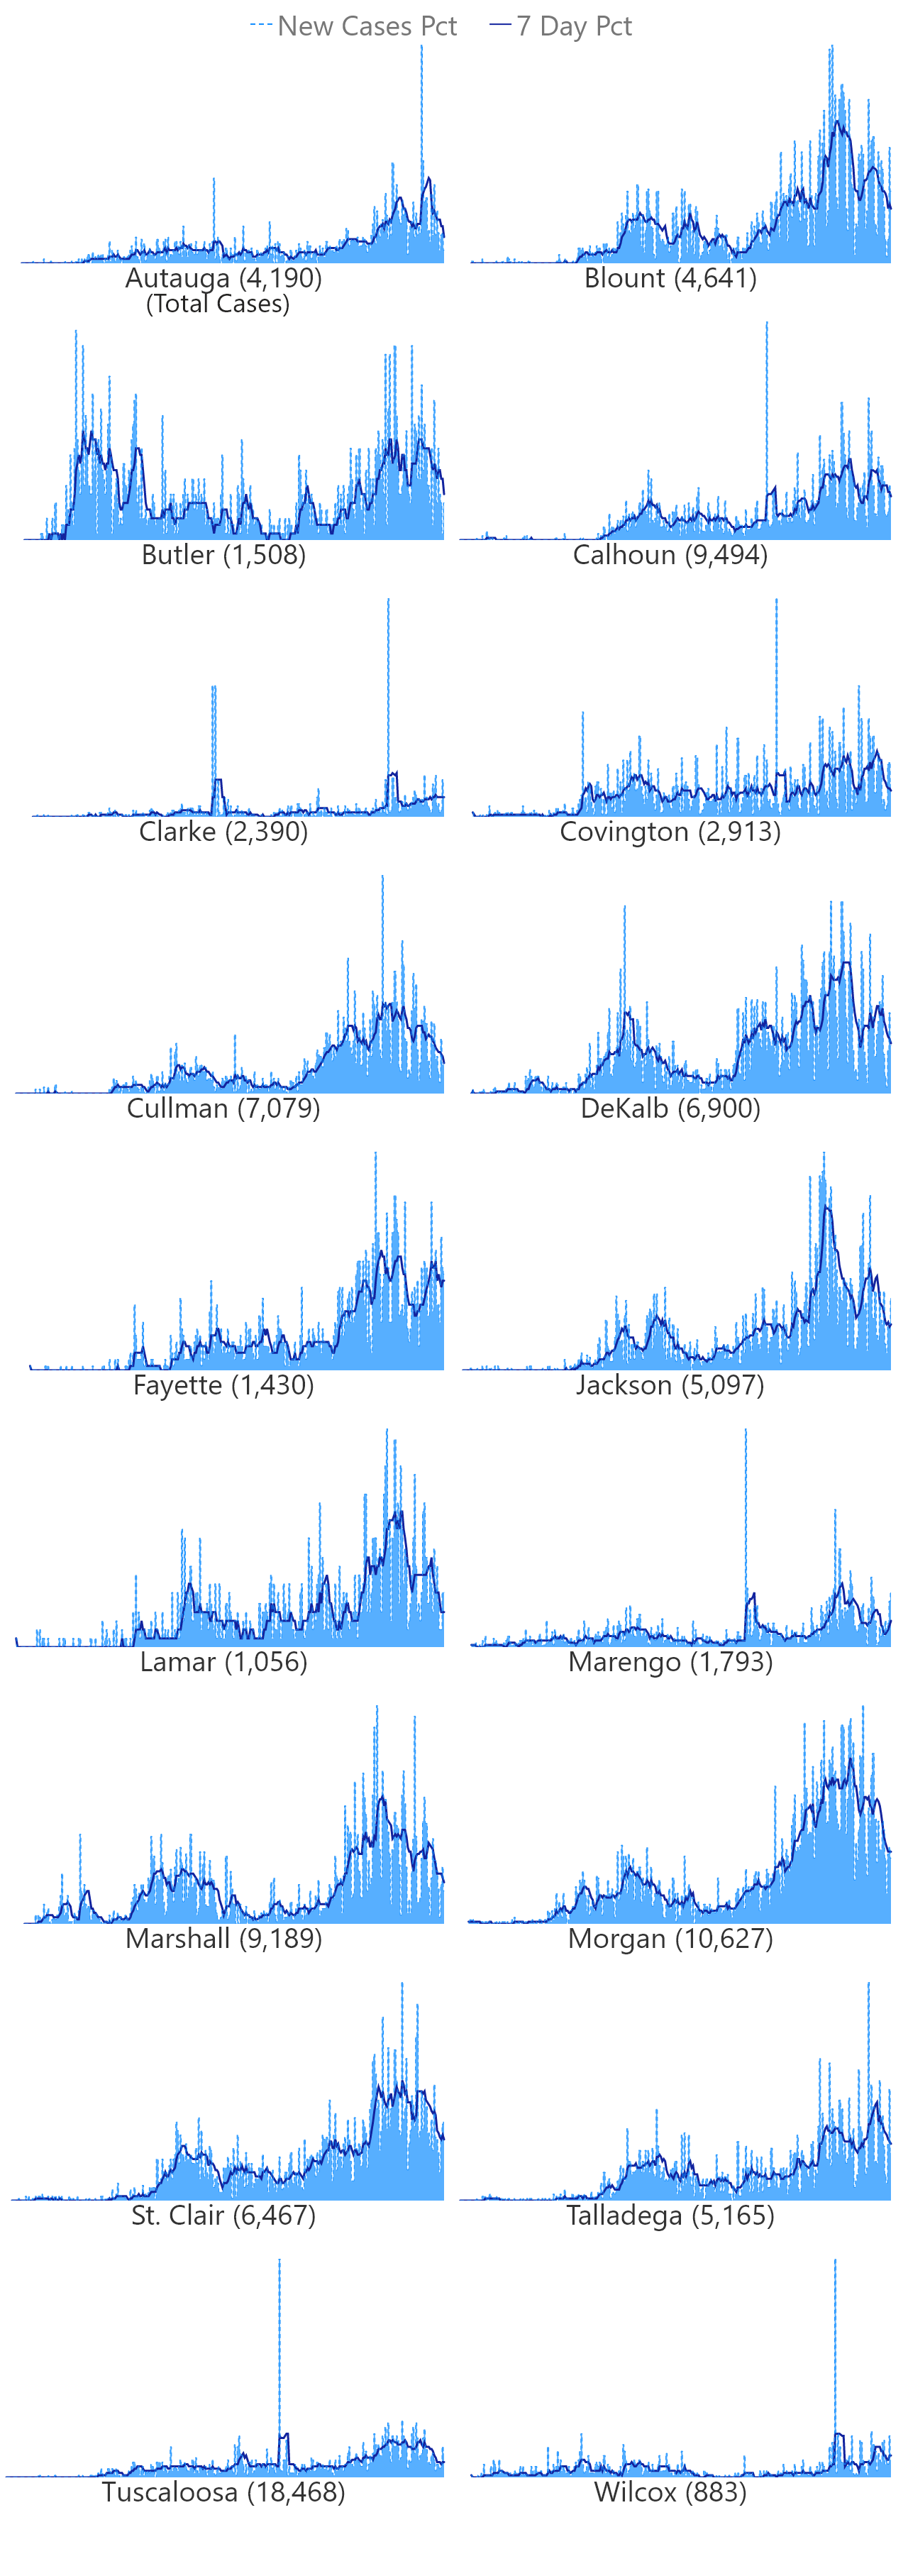 New Cases Pct 7 Day Pct
Autauga (4,190) Blount (4,641)
(Total Cases)
Butler (1,508) Calhoun (9,494)
Clarke (2,390) Covington (2,913)
Cullman (7,079) DeKalb (6,900)
Fayette (1,430) Jackson (5,097)
Lamar (1,056) Marengo (1,793)
Marshall (9,189) Morgan (10,627)
St. Clair (6,467) Talladega (5,165)
Tuscaloosa (18,468) Wilcox (883)